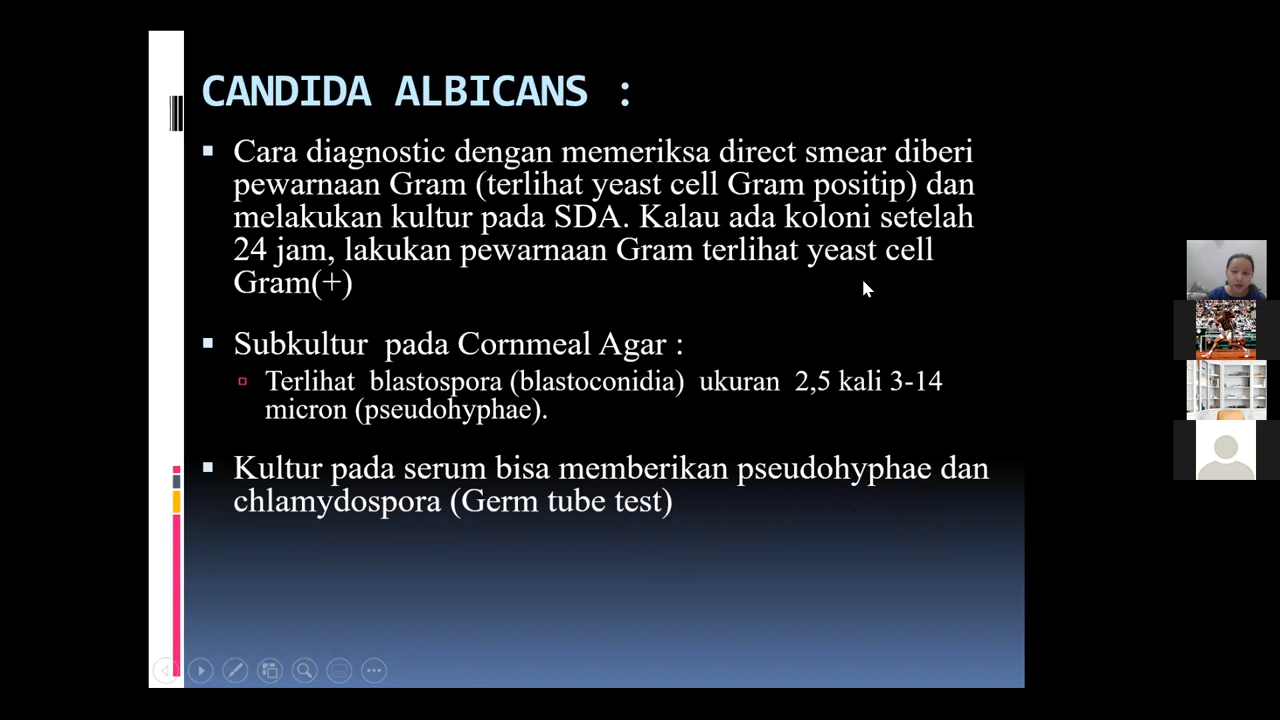 CANDIDA ALBICANS :
Cara diagnostic dengan memeriksa direct smear diberi
pewarnaan Gram (terlihat yeast cell Gram positip) dan
melakukan kultur pada SDA. Kalau ada koloni setelah
24 jam, lakukan pewarnaan Gram terlihat yeast cell
Gram(+)
Subkultur pada Cornmeal Agar :
Terlihat blastospora (blastoconidia) ukuran 2,5 kali 3-14
micron (pseudohyphae).
Kultur pada serum bisa memberikan pseudohyphae dan
chlamydospora (Germ tube test)